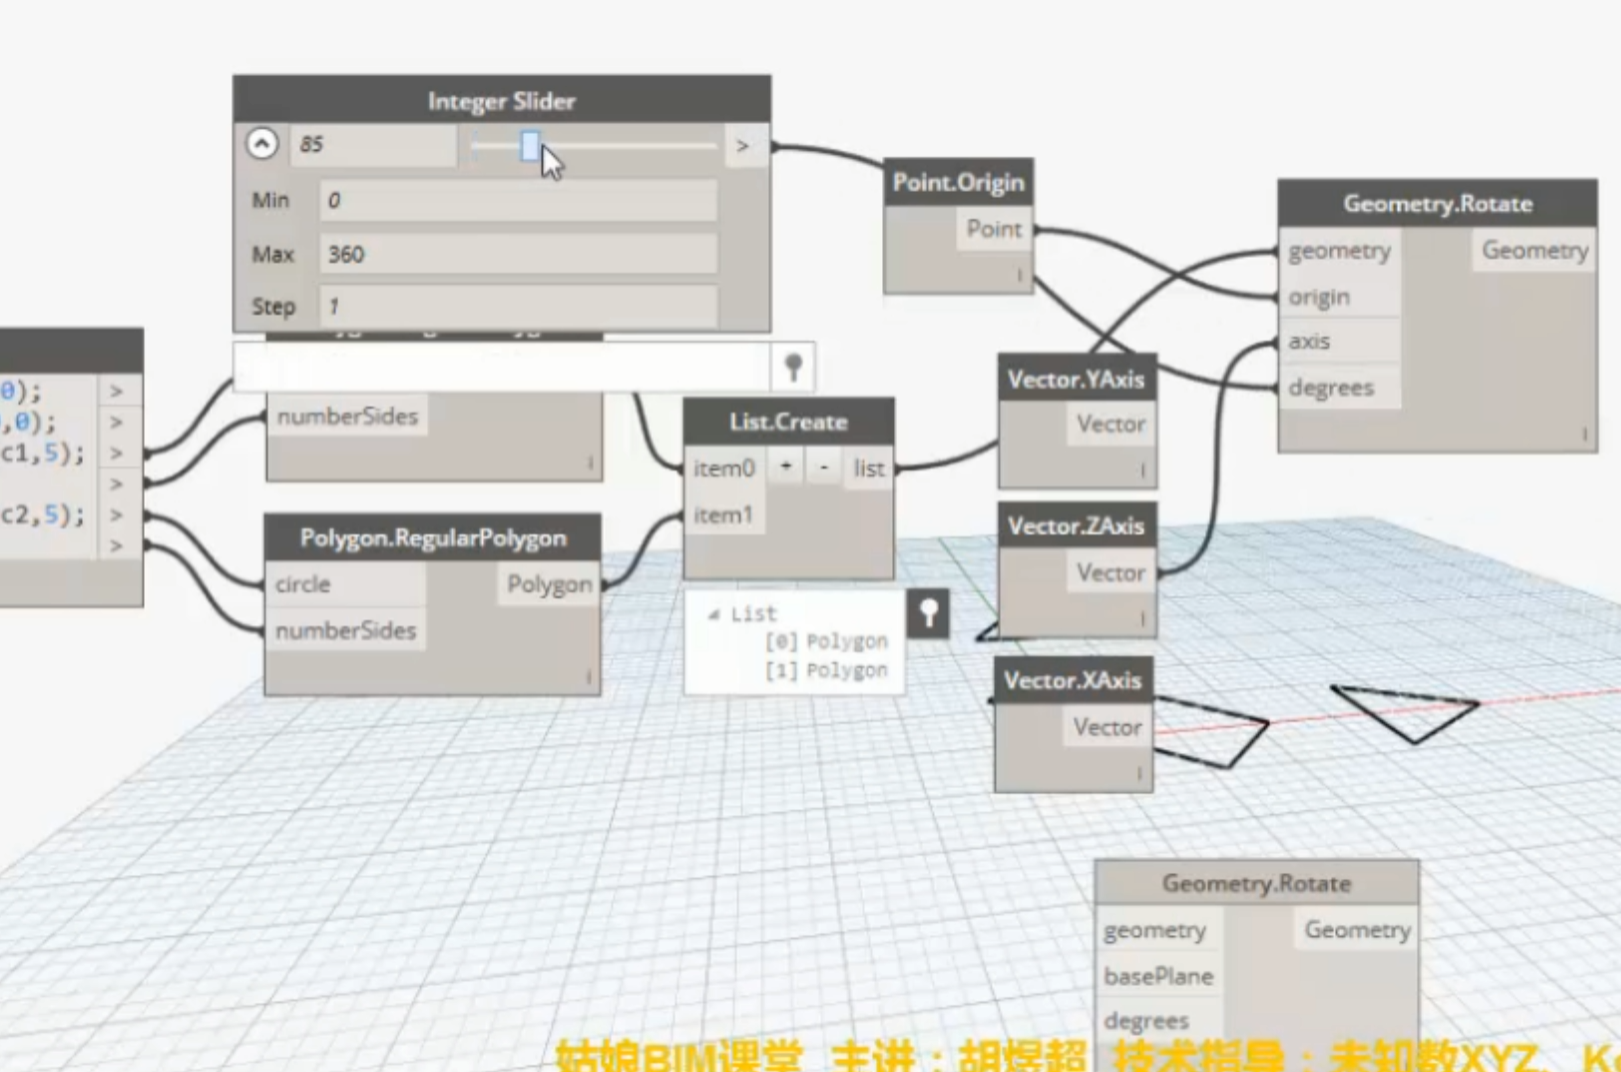 Integer Slider
85
>
Min
0
Max
360
Step
1
Point.Origin
Point
Geometry.Rotate
geometry
Geometry
origin
axis
degrees
0);
>
,0);
>
c1,5);
>
>
c2,5);
>
>
numberSides
Polygon.RegularPolygon
circle
Polygon
numberSides
List.Create
item0
+
-
list
item1
List
[0] Polygon
[1] Polygon
Vector.YAxis
Vector
Vector.ZAxis
Vector
Vector.XAxis
Vector
Geometry.Rotate
geometry
Geometry
basePlane
degrees
姑娘BIM课堂 主讲：胡煜超 技术指导：未知数XYZ、